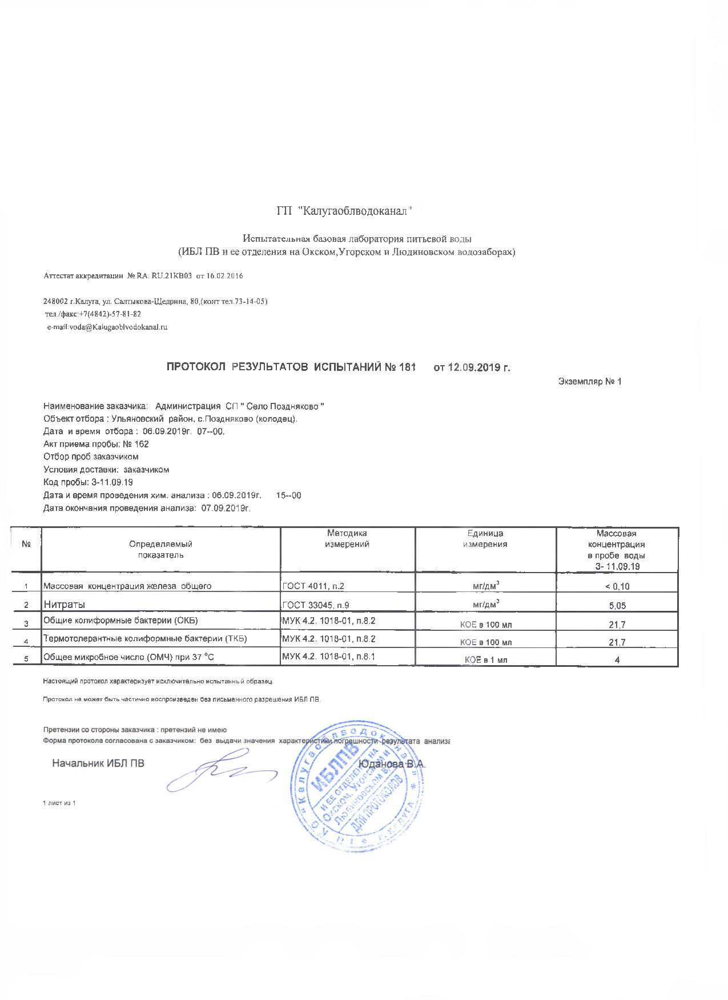 ГП "Калугаоблводоканал"
Испытательная базовая лаборатория питьевой воды
(ИБЛ ПВ и ее отделения на Окском,Угорском и Людиновском водозаборах)
Аттестат аккредитации № RA. RU.21КВ03 от 16.02.2016
248002 г.Калуга, ул. Салтыкова-Щедрина, 80,(конт тел.73-14-05)
тел./факс:+7(4842)-57-81-82
e-mail:voda@Kalugaoblvodokanal.ru
ПРОТОКОЛ РЕЗУЛЬТАТОВ ИСПЫТАНИЙ № 181 от 12.09.2019 г.
Экземпляр № 1
Наименование заказчика: Администрация СП " Село Поздняково "
Объект отбора : Ульяновский район, с.Поздняково (колодец).
Дата и время отбора : 06.09.2019г. 07--00.
Акт приема пробы: № 162
Отбор проб заказчиком
Условия доставки: заказчиком
Код пробы: 3-11.09.19
Дата и время проведения хим. анализа : 06.09.2019г. 15--00
Дата окончания проведения анализа: 07.09.2019г.
№ Определяемый показатель Методика измерений Единица измерения Массовая концентрация в пробе воды 3- 11.09.19
1 Массовая концентрация железа общего ГОСТ 4011, п.2 мг/дм³ < 0,10
2 Нитраты ГОСТ 33045, п.9 мг/дм³ 5,05
3 Общие колиформные бактерии (ОКБ) МУК 4.2. 1018-01, п.8.2 КОЕ в 100 мл 21,7
4 Термотолерантные колиформные бактерии (ТКБ) МУК 4.2. 1018-01, п.8.2 КОЕ в 100 мл 21,7
5 Общее микробное число (ОМЧ) при 37 °С МУК 4.2. 1018-01, п.8.1 КОЕ в 1 мл 4
Настоящий протокол характеризует исключительно испытанный образец.
Протокол не может быть частично воспроизведен без письменного разрешения ИБЛ ПВ.
Претензии со стороны заказчика : претензий не имею
Форма протокола согласована с заказчиком: без выдачи значения характеристики погрешности результата анализа
Начальник ИБЛ ПВ Юданова В.А.
«Калугаоблводоканал» * г. КАЛУГА *
ИБЛПВ
И ЕЕ ОТДЕЛЕНИЯ НА
ОКСКОМ, УГОРСКОМ И
ЛЮДИНОВСКОМ
ДЛЯ ПРОТОКОЛОВ
1 лист из 1